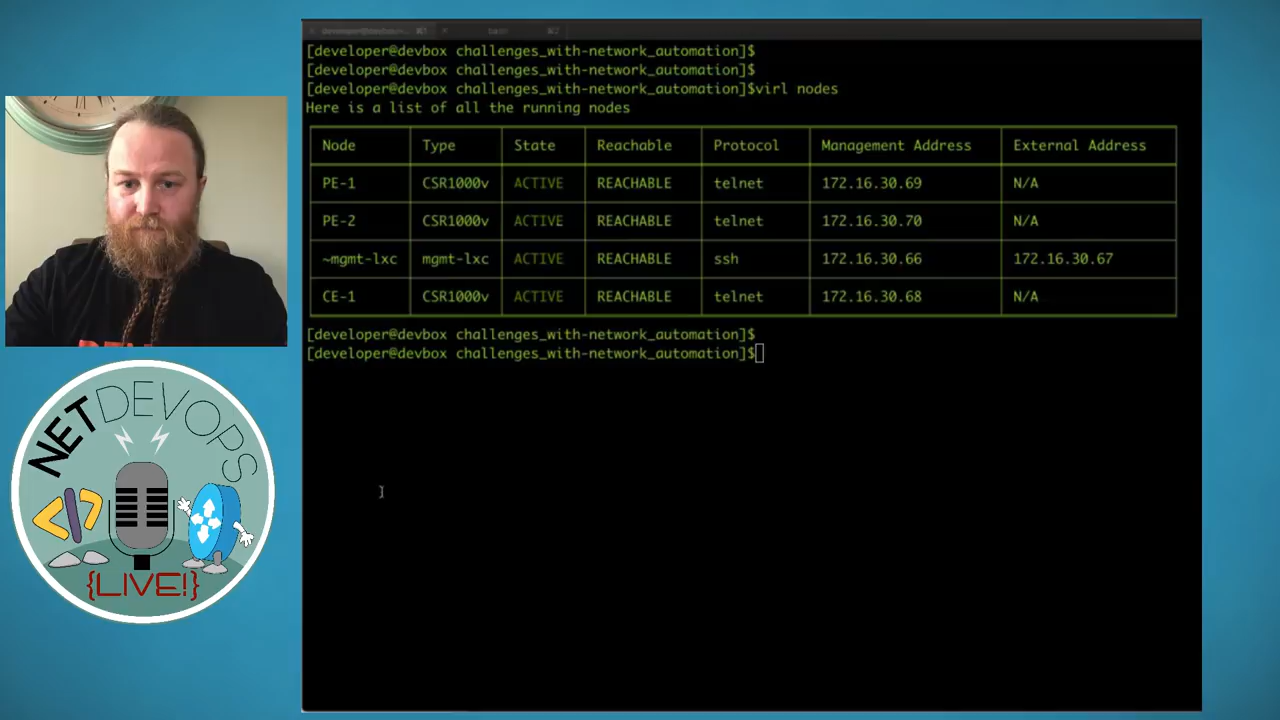 [developer@devbox challenges_with-network_automation]$
[developer@devbox challenges_with-network_automation]$
[developer@devbox challenges_with-network_automation]$virl nodes
Here is a list of all the running nodes
Node Type State Reachable Protocol Management Address External Address
PE-1 CSR1000v ACTIVE REACHABLE telnet 172.16.30.69 N/A
PE-2 CSR1000v ACTIVE REACHABLE telnet 172.16.30.70 N/A
~mgmt-lxc mgmt-lxc ACTIVE REACHABLE ssh 172.16.30.66 172.16.30.67
CE-1 CSR1000v ACTIVE REACHABLE telnet 172.16.30.68 N/A
[developer@devbox challenges_with-network_automation]$
[developer@devbox challenges_with-network_automation]$
NETDEVOPS
</>
{LIVE!}